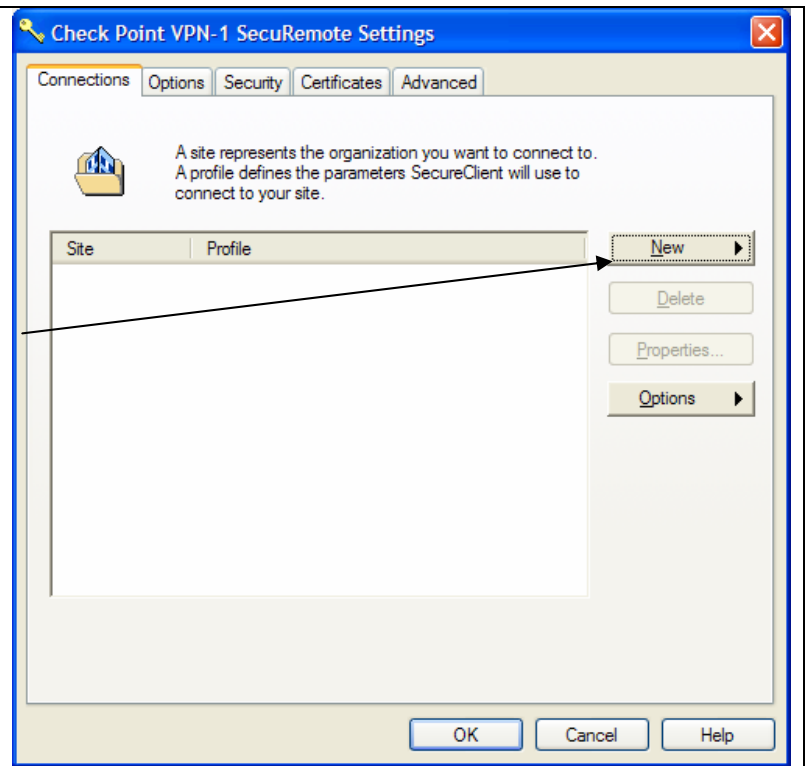 Check Point VPN-1 SecuRemote Settings
Connections Options Security Certificates Advanced
A site represents the organization you want to connect to.
A profile defines the parameters SecureClient will use to
connect to your site.
Site Profile
New
Delete
Properties...
Options
OK Cancel Help